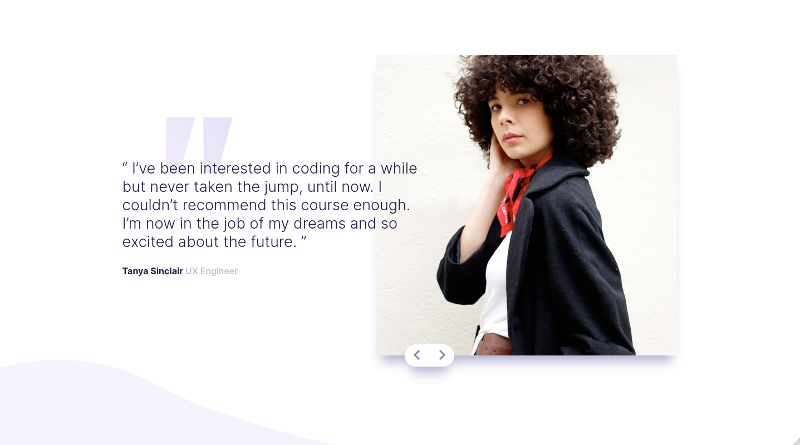 “ I’ve been interested in coding for a while
but never taken the jump, until now. I
couldn’t recommend this course enough.
I’m now in the job of my dreams and so
excited about the future. ”
Tanya Sinclair UX Engineer